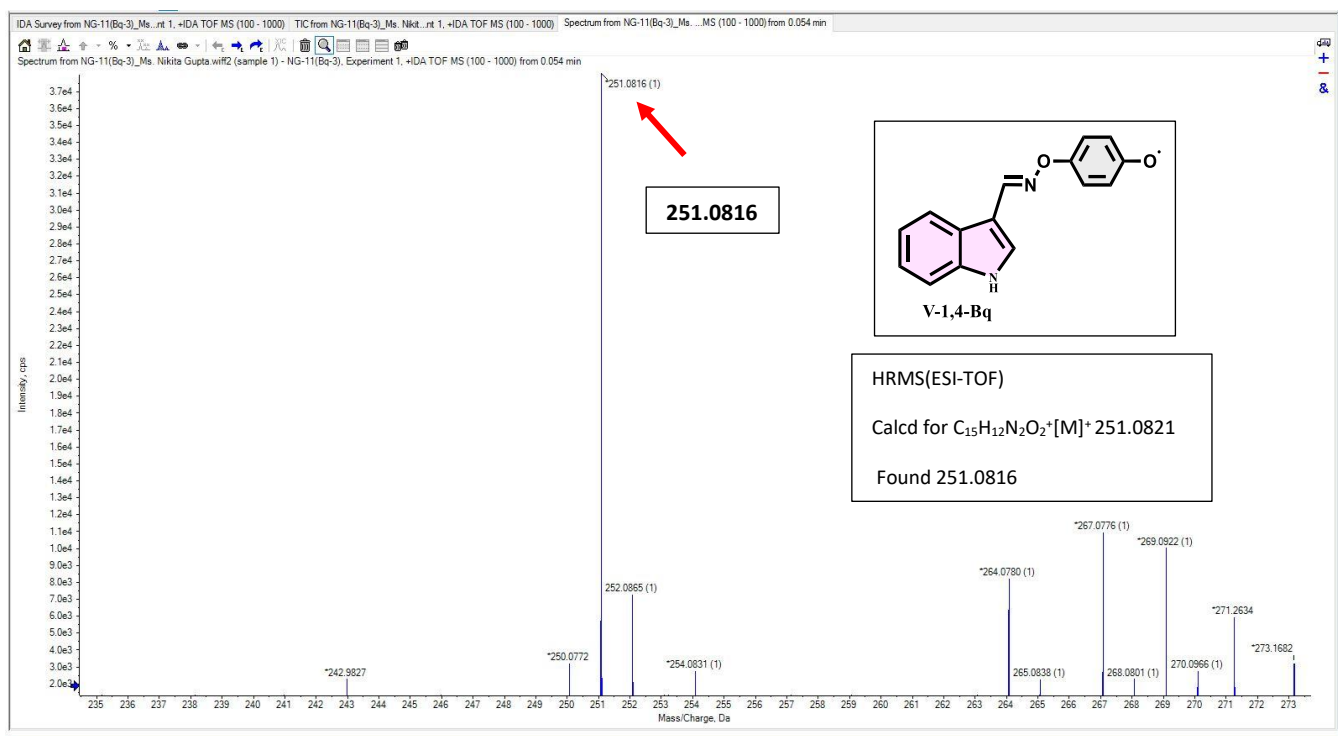 IDA Survey from NG-11(Bq-3)_Ms...nt 1, +IDA TOF MS (100 - 1000) TIC from NG-11(Bq-3)_Ms. Nikit...nt 1, +IDA TOF MS (100 - 1000) Spectrum from NG-11(Bq-3)_Ms. ...MS (100 - 1000) from 0.054 min
Spectrum from NG-11(Bq-3)_Ms. Nikita Gupta.wiff2 (sample 1) - NG-11(Bq-3), Experiment 1, +IDA TOF MS (100 - 1000) from 0.054 min
*251.0816 (1)
251.0816
O
N
O·
N
H
V-1,4-Bq
HRMS(ESI-TOF)
Calcd for C₁₅H₁₂N₂O₂⁺[M]⁺ 251.0821
Found 251.0816
Intensity, cps
3.7e4
3.6e4
3.5e4
3.4e4
3.3e4
3.2e4
3.1e4
3.0e4
2.9e4
2.8e4
2.7e4
2.6e4
2.5e4
2.4e4
2.3e4
2.2e4
2.1e4
2.0e4
1.9e4
1.8e4
1.7e4
1.6e4
1.5e4
1.4e4
1.3e4
1.2e4
1.1e4
1.0e4
9.0e3
8.0e3
7.0e3
6.0e3
5.0e3
4.0e3
3.0e3
2.0e3
*242.9827
*250.0772
252.0865 (1)
*254.0831 (1)
*264.0780 (1)
265.0838 (1)
*267.0776 (1)
268.0801 (1)
*269.0922 (1)
270.0966 (1)
*271.2634
*273.1682
235 236 237 238 239 240 241 242 243 244 245 246 247 248 249 250 251 252 253 254 255 256 257 258 259 260 261 262 263 264 265 266 267 268 269 270 271 272 273
Mass/Charge, Da